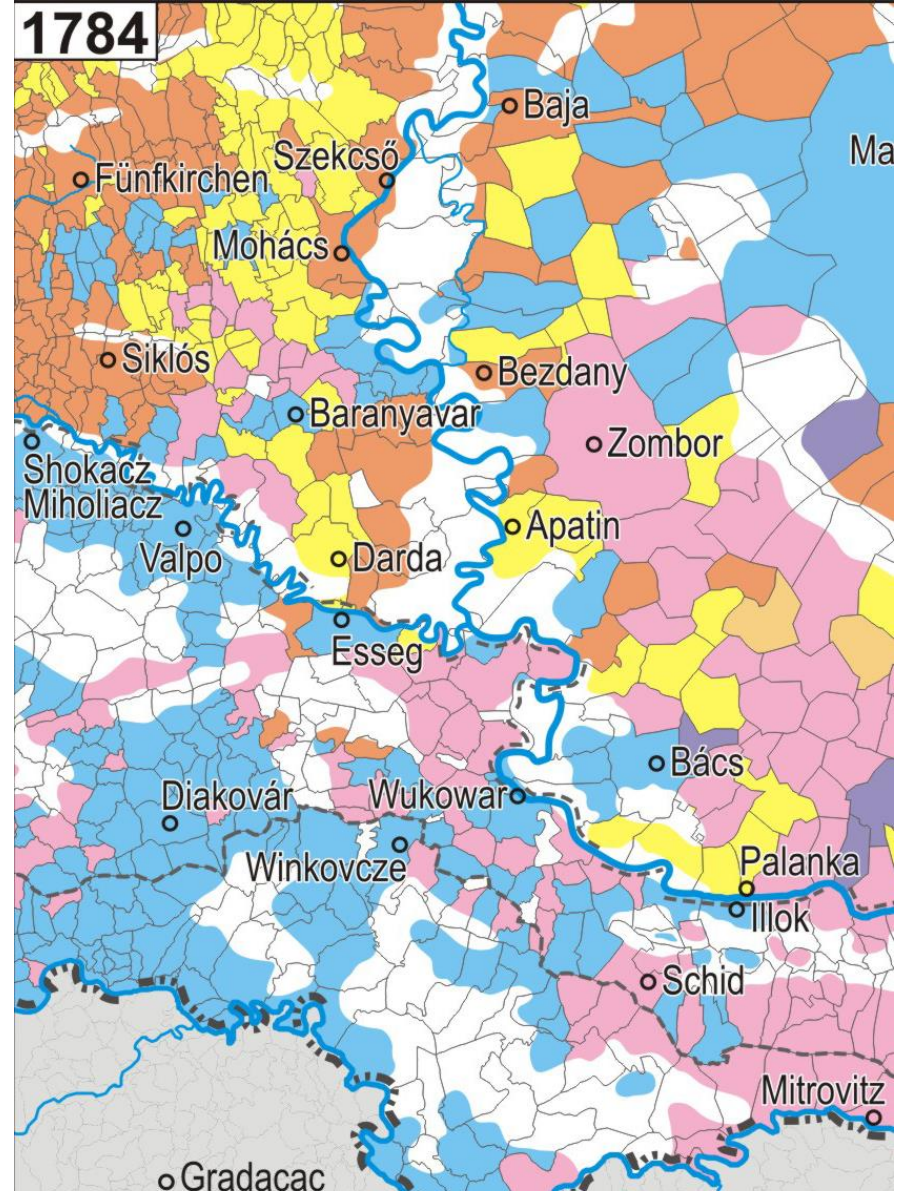 1784
Baja
Ma
Szekcső
Fünfkirchen
Mohács
Siklós
Bezdany
Baranyavar
Zombor
Shokacz
Miholiacz
Valpo
Apatin
Darda
Esseg
Bács
Diakovár
Wukowar
Winkovcze
Palanka
Illok
Schid
Mitrovitz
Gradacac